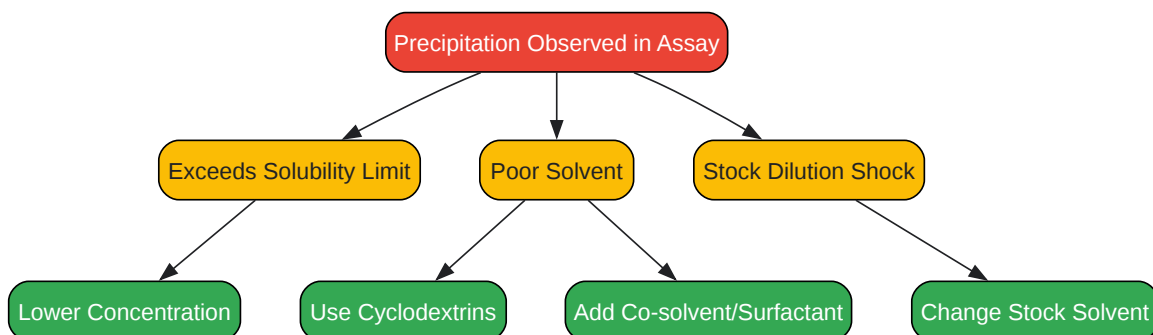 Precipitation Observed in Assay
Exceeds Solubility Limit
Poor Solvent
Stock Dilution Shock
Lower Concentration
Use Cyclodextrins
Add Co-solvent/Surfactant
Change Stock Solvent